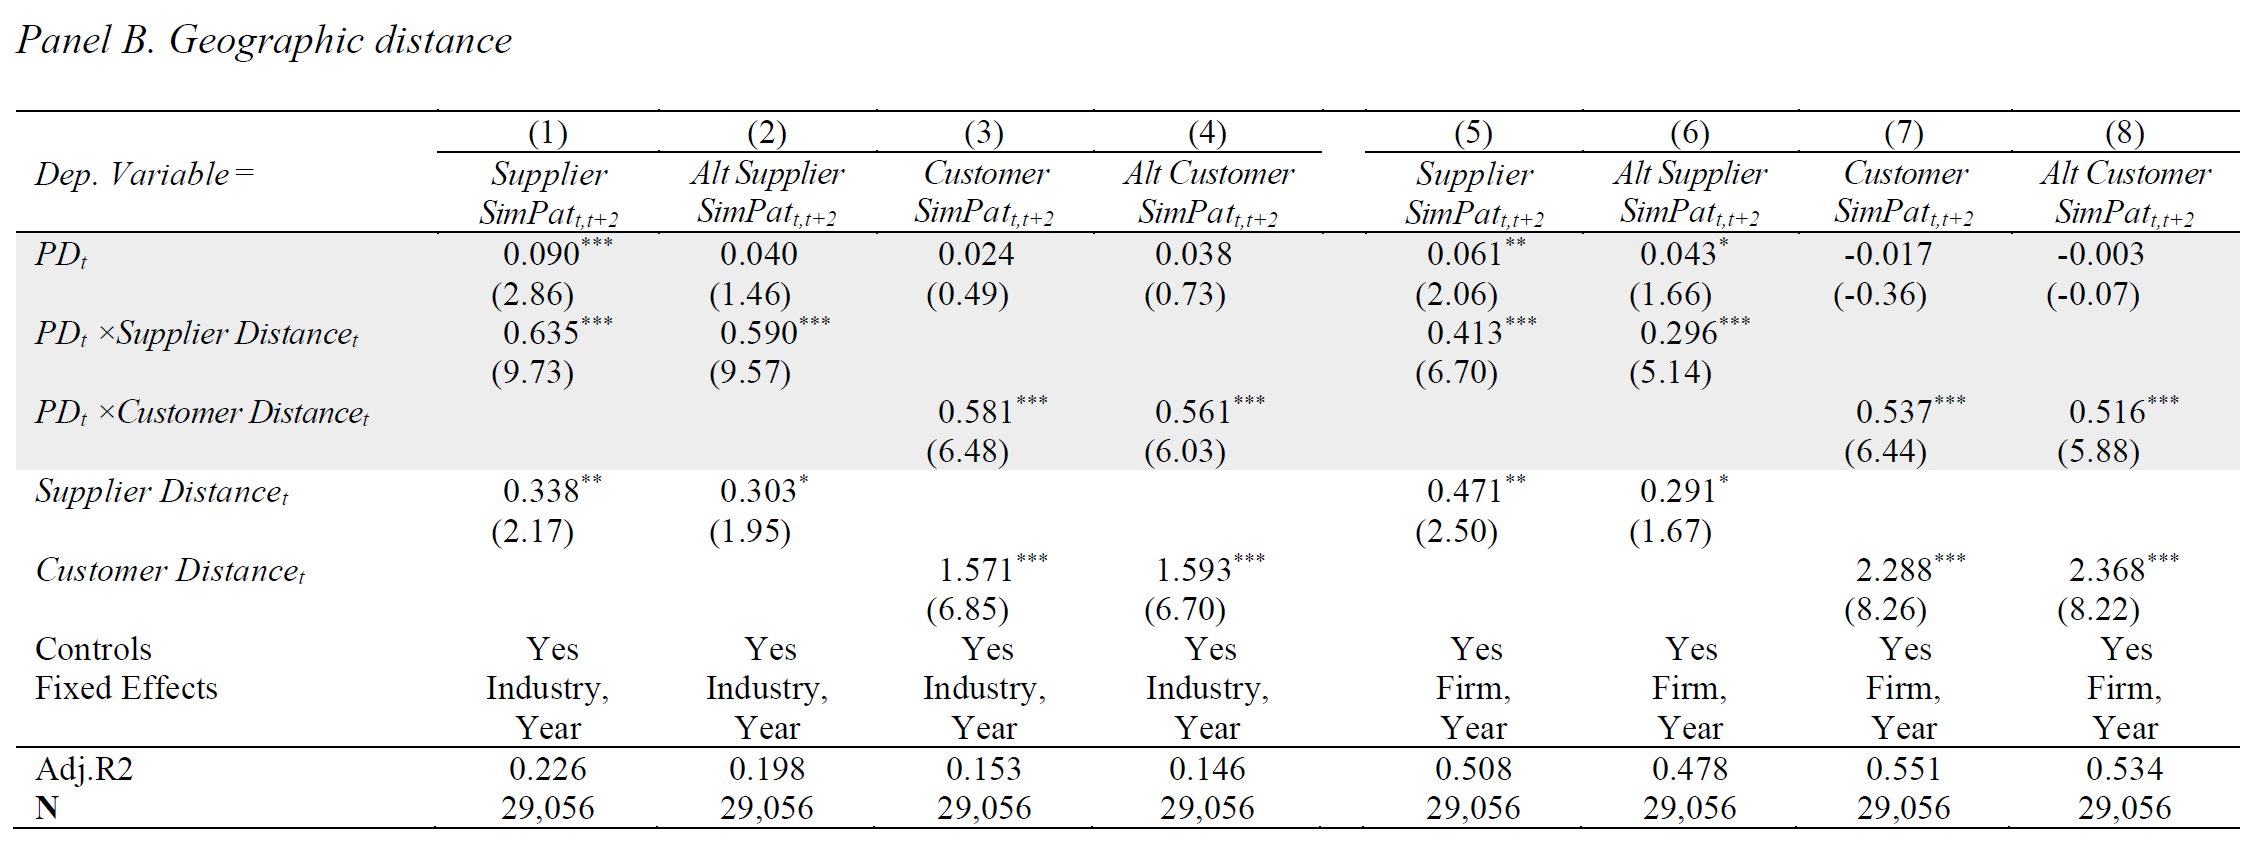 Panel B. Geographic distance
(1) (2) (3) (4) (5) (6) (7) (8)
Dep. Variable = Supplier Alt Supplier Customer Alt Customer Supplier Alt Supplier Customer Alt Customer
SimPat_{t,t+2} SimPat_{t,t+2} SimPat_{t,t+2} SimPat_{t,t+2} SimPat_{t,t+2} SimPat_{t,t+2} SimPat_{t,t+2} SimPat_{t,t+2}
PD_t 0.090*** 0.040 0.024 0.038 0.061** 0.043* -0.017 -0.003
(2.86) (1.46) (0.49) (0.73) (2.06) (1.66) (-0.36) (-0.07)
PD_t ×Supplier Distance_t 0.635*** 0.590*** 0.413*** 0.296***
(9.73) (9.57) (6.70) (5.14)
PD_t ×Customer Distance_t 0.581*** 0.561*** 0.537*** 0.516***
(6.48) (6.03) (6.44) (5.88)
Supplier Distance_t 0.338** 0.303* 0.471** 0.291*
(2.17) (1.95) (2.50) (1.67)
Customer Distance_t 1.571*** 1.593*** 2.288*** 2.368***
(6.85) (6.70) (8.26) (8.22)
Controls Yes Yes Yes Yes Yes Yes Yes Yes
Fixed Effects Industry, Industry, Industry, Industry, Firm, Firm, Firm, Firm,
Year Year Year Year Year Year Year Year
Adj.R2 0.226 0.198 0.153 0.146 0.508 0.478 0.551 0.534
N 29,056 29,056 29,056 29,056 29,056 29,056 29,056 29,056